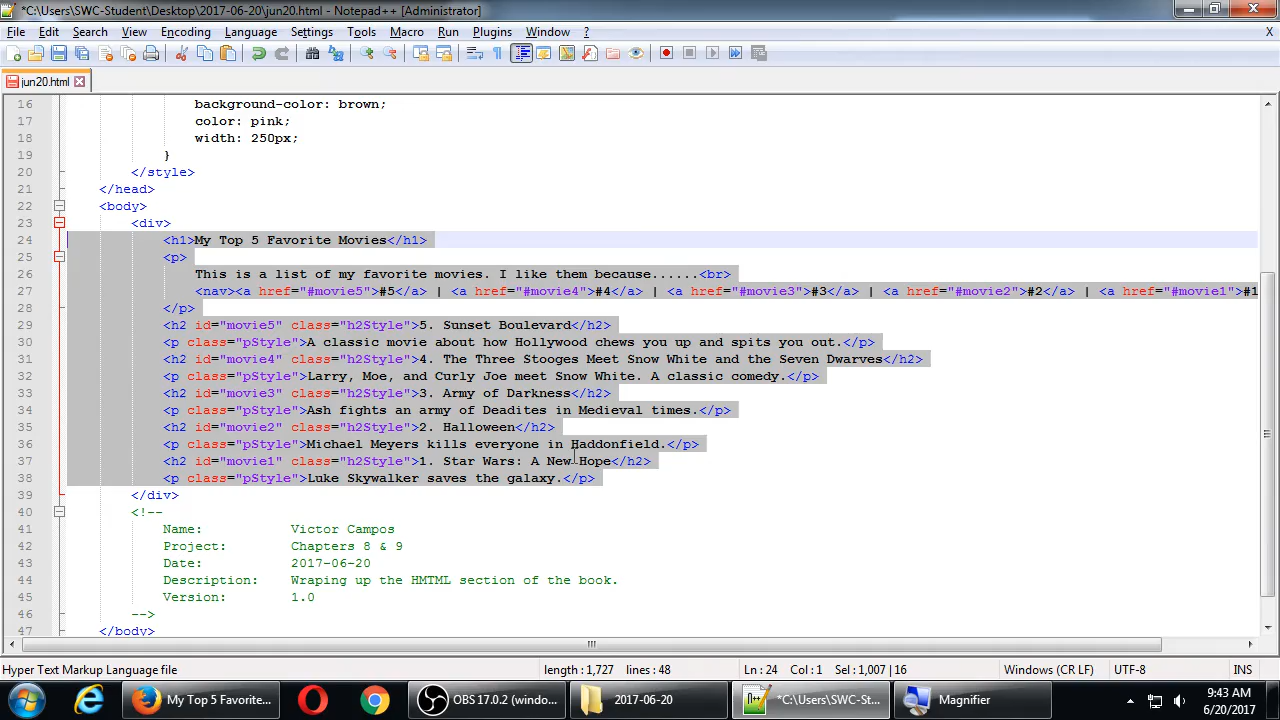 *C:\Users\SWC-Student\Desktop\2017-06-20\jun20.html - Notepad++ [Administrator]
File Edit Search View Encoding Language Settings Tools Macro Run Plugins Window ? X
jun20.html
16 background-color: brown;
17 color: pink;
18 width: 250px;
19 }
20 </style>
21 </head>
22 <body>
23 <div>
24 <h1>My Top 5 Favorite Movies</h1>
25 <p>
26 This is a list of my favorite movies. I like them because......<br>
27 <nav><a href="#movie5">#5</a> | <a href="#movie4">#4</a> | <a href="#movie3">#3</a> | <a href="#movie2">#2</a> | <a href="#movie1">#1
28 </p>
29 <h2 id="movie5" class="h2Style">5. Sunset Boulevard</h2>
30 <p class="pStyle">A classic movie about how Hollywood chews you up and spits you out.</p>
31 <h2 id="movie4" class="h2Style">4. The Three Stooges Meet Snow White and the Seven Dwarves</h2>
32 <p class="pStyle">Larry, Moe, and Curly Joe meet Snow White. A classic comedy.</p>
33 <h2 id="movie3" class="h2Style">3. Army of Darkness</h2>
34 <p class="pStyle">Ash fights an army of Deadites in Medieval times.</p>
35 <h2 id="movie2" class="h2Style">2. Halloween</h2>
36 <p class="pStyle">Michael Meyers kills everyone in Haddonfield.</p>
37 <h2 id="movie1" class="h2Style">1. Star Wars: A New Hope</h2>
38 <p class="pStyle">Luke Skywalker saves the galaxy.</p>
39 </div>
40 <!--
41 Name: Victor Campos
42 Project: Chapters 8 & 9
43 Date: 2017-06-20
44 Description: Wraping up the HMTML section of the book.
45 Version: 1.0
46 -->
47 </body>
Hyper Text Markup Language file length : 1,727 lines : 48 Ln : 24 Col : 1 Sel : 1,007 | 16 Windows (CR LF) UTF-8 INS
My Top 5 Favorite... OBS 17.0.2 (windo... 2017-06-20 *C:\Users\SWC-St... Magnifier 9:43 AM
6/20/2017